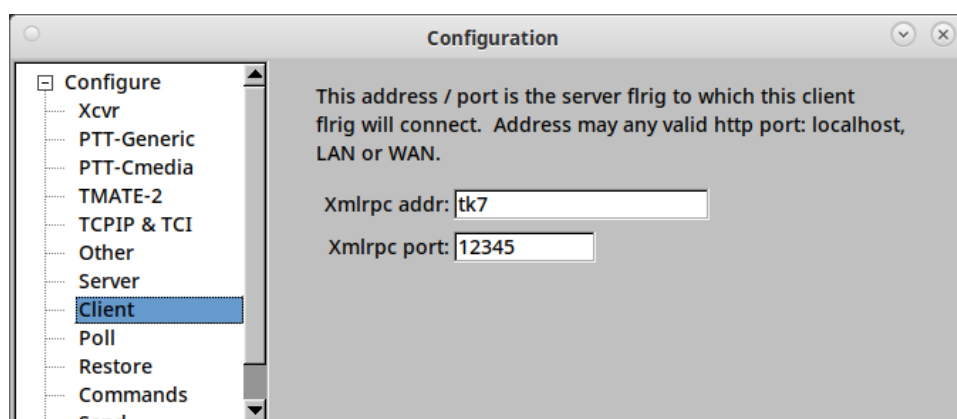 Configuration
Configure
Xcvr
PTT-Generic
PTT-Cmedia
TMATE-2
TCPIP & TCI
Other
Server
Client
Poll
Restore
Commands
This address / port is the server flrig to which this client
flrig will connect.  Address may any valid http port: localhost,
LAN or WAN.
Xmlrpc addr: tk7
Xmlrpc port: 12345